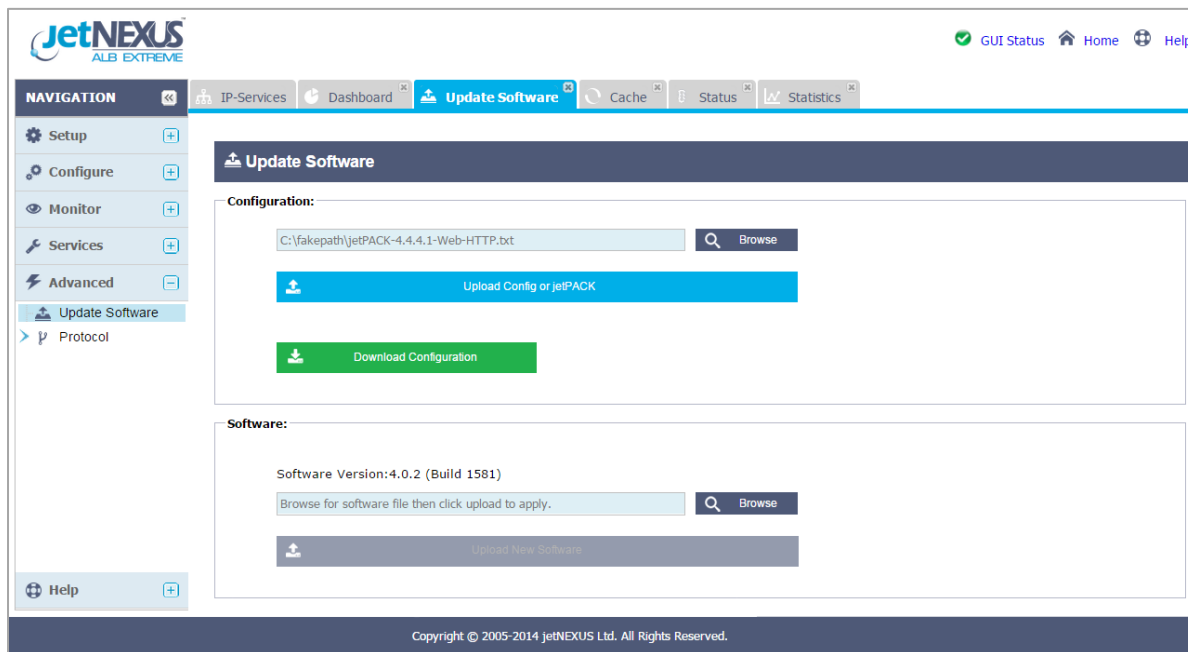 jetNEXUS
ALB EXTREME
GUI Status Home Help
NAVIGATION
IP-Services Dashboard Update Software Cache Status Statistics
Setup
Configure
Monitor
Services
Advanced
Update Software
Protocol
Help
Update Software
Configuration:
C:\fakepath\jetPACK-4.4.4.1-Web-HTTP.txt Browse
Upload Config or jetPACK
Download Configuration
Software:
Software Version:4.0.2 (Build 1581)
Browse for software file then click upload to apply. Browse
Upload New Software
Copyright © 2005-2014 jetNEXUS Ltd. All Rights Reserved.